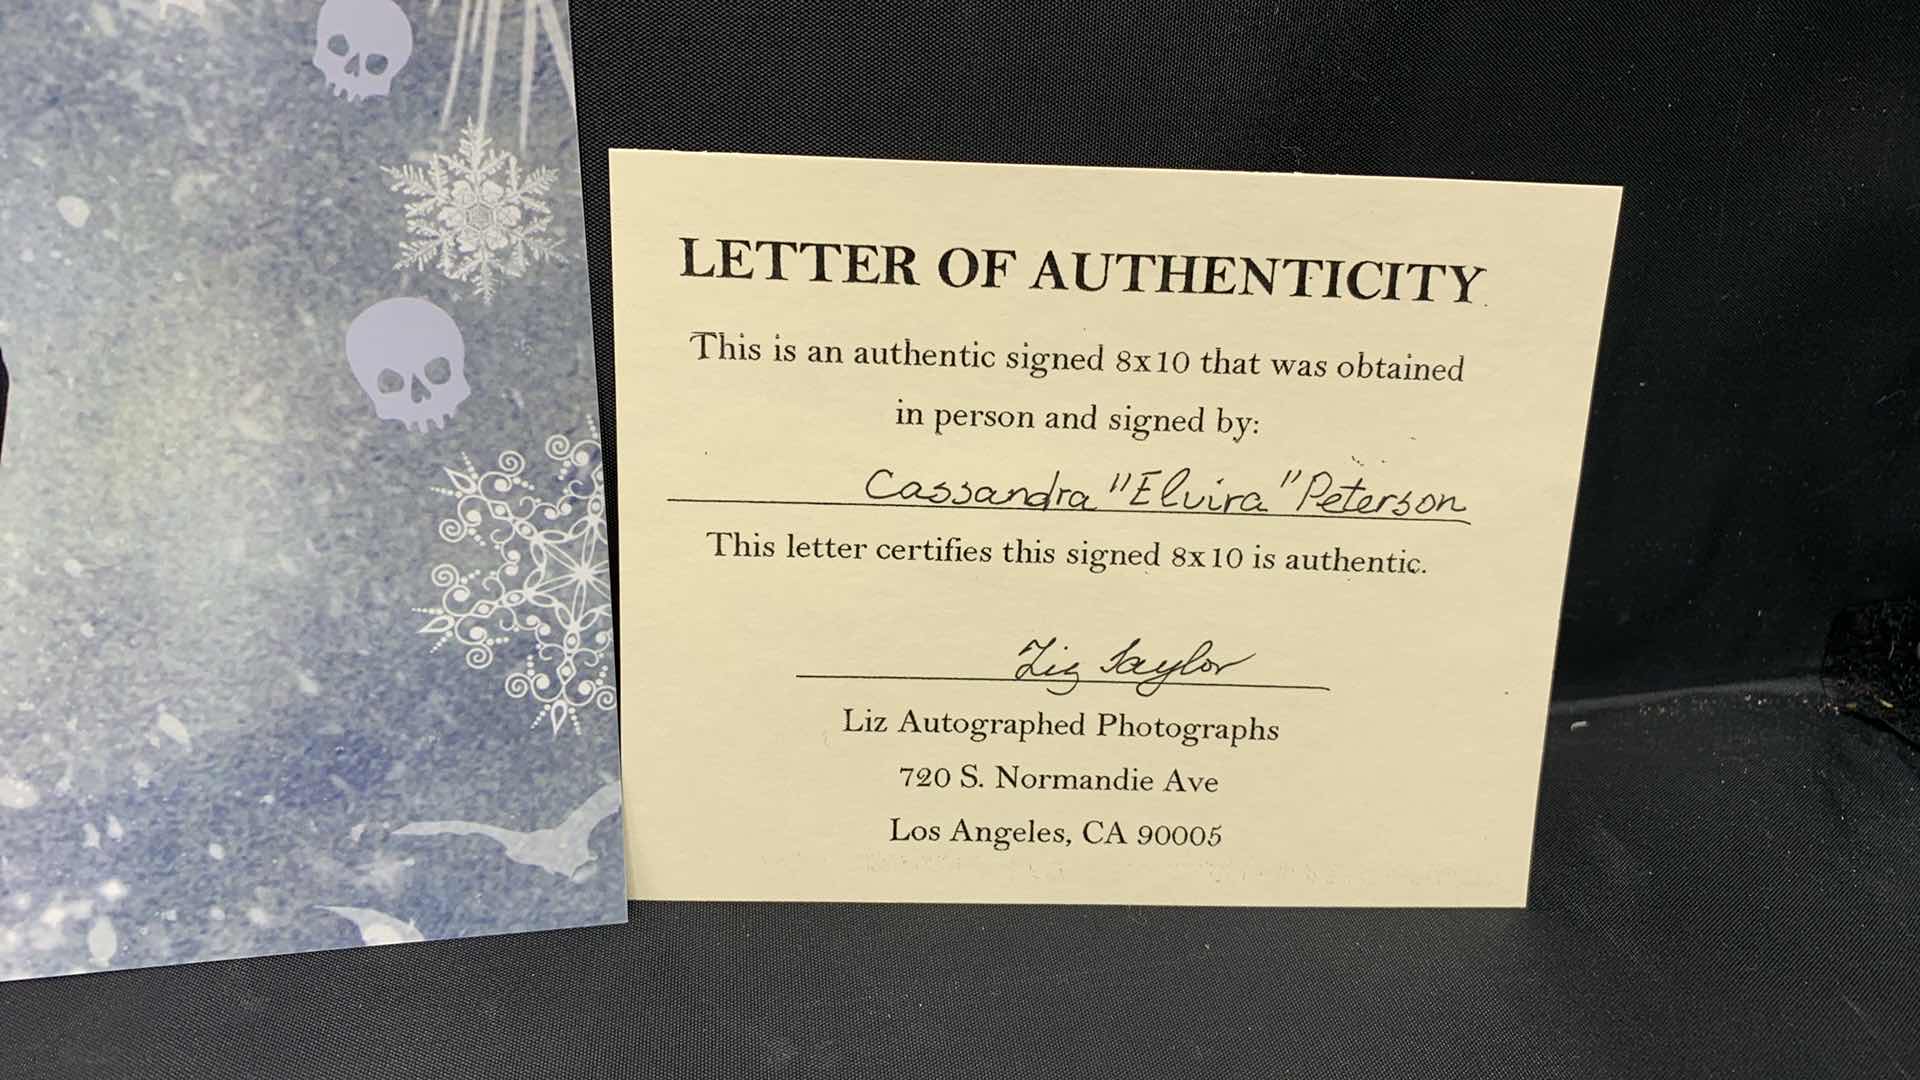 LETTER OF AUTHENTICITY
This is an authentic signed 8x10 that was obtained
in person and signed by:
Cassandra "Elvira" Peterson
This letter certifies this signed 8x10 is authentic.
Liz Taylor
Liz Autographed Photographs
720 S. Normandie Ave
Los Angeles, CA 90005